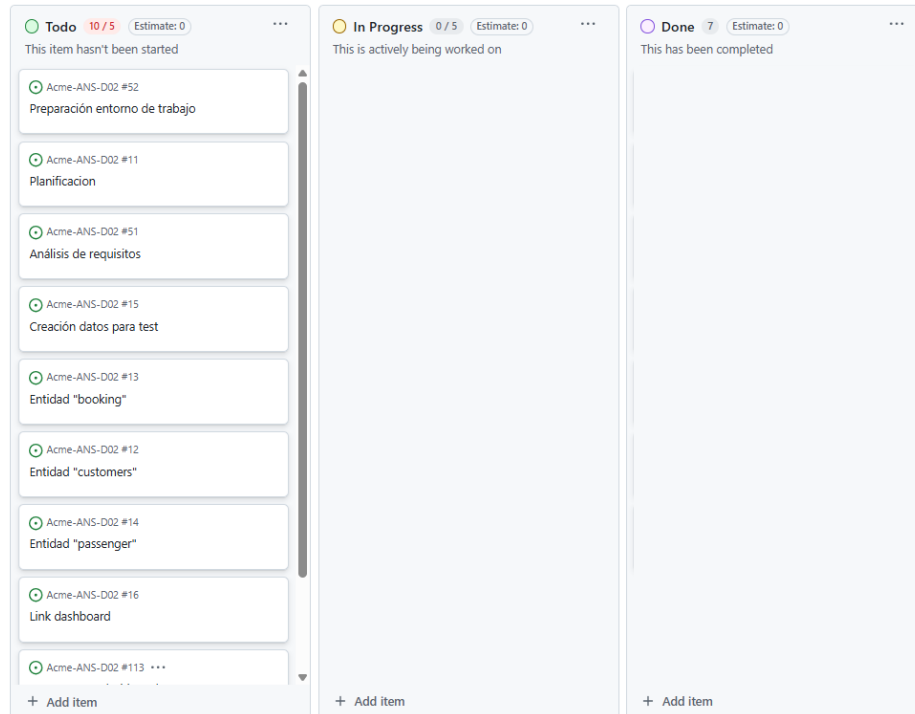 Todo 10 / 5 Estimate: 0
This item hasn't been started
Acme-ANS-D02 #52
Preparación entorno de trabajo
Acme-ANS-D02 #11
Planificacion
Acme-ANS-D02 #51
Análisis de requisitos
Acme-ANS-D02 #15
Creación datos para test
Acme-ANS-D02 #13
Entidad "booking"
Acme-ANS-D02 #12
Entidad "customers"
Acme-ANS-D02 #14
Entidad "passenger"
Acme-ANS-D02 #16
Link dashboard
Acme-ANS-D02 #113 ···
+ Add item
In Progress 0 / 5 Estimate: 0
This is actively being worked on
+ Add item
Done 7 Estimate: 0
This has been completed
+ Add item